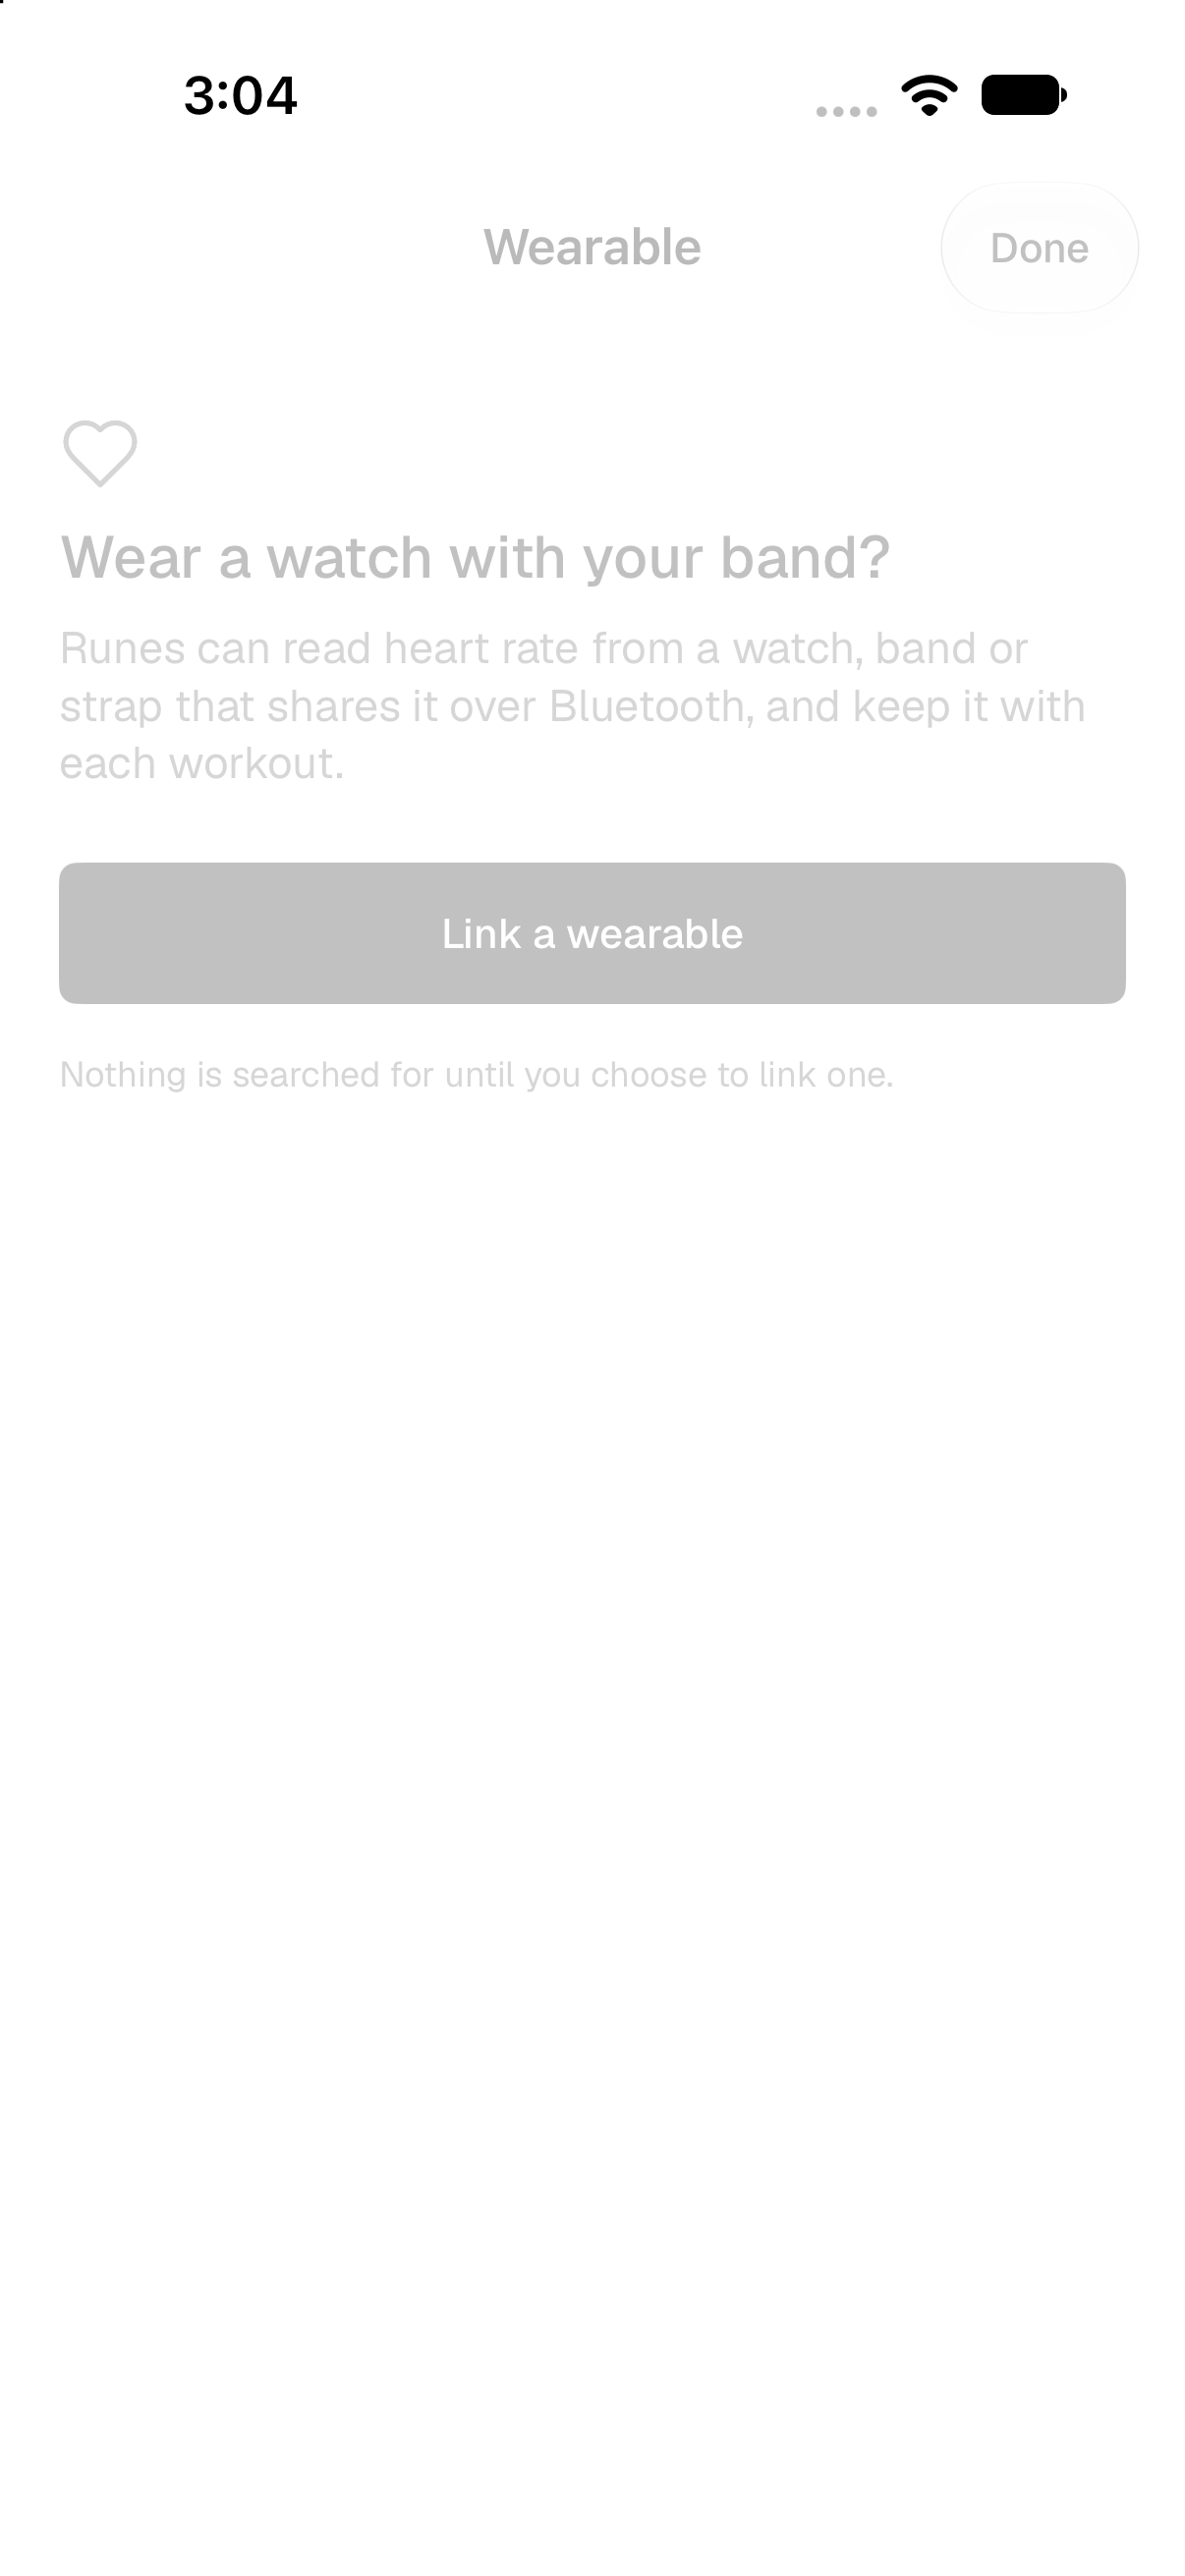 3:04
Wearable
Done
Wear a watch with your band?
Runes can read heart rate from a watch, band or
strap that shares it over Bluetooth, and keep it with
each workout.
Link a wearable
Nothing is searched for until you choose to link one.